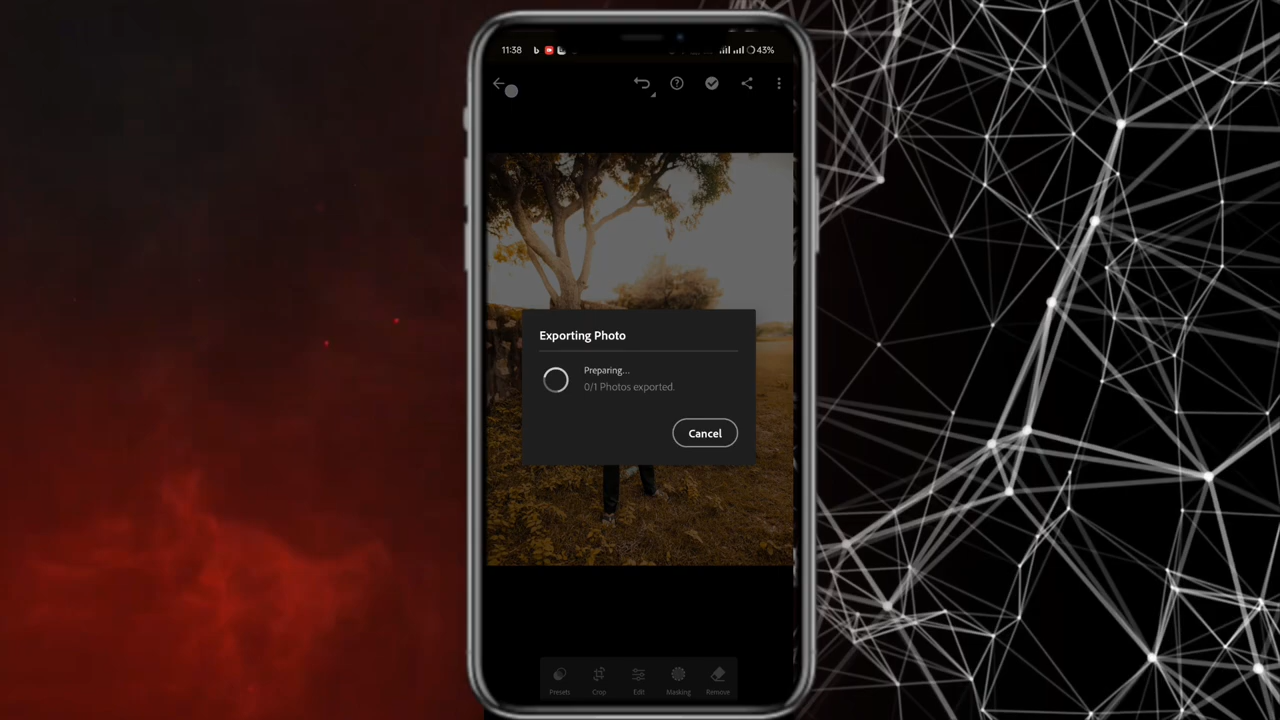 11:38
43%
Exporting Photo
Preparing...
0/1 Photos exported.
Cancel
Presets Crop Edit Masking Remove